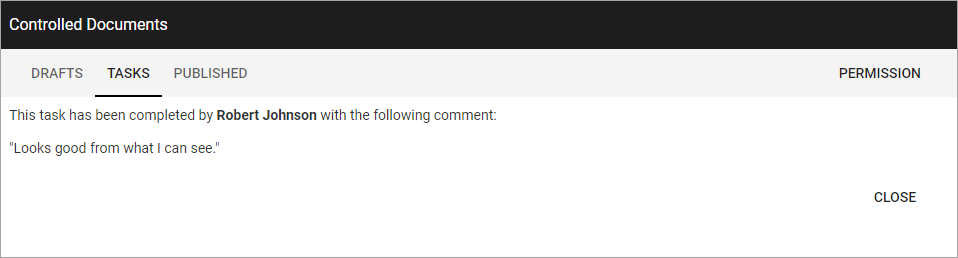 Controlled Documents
DRAFTS TASKS PUBLISHED PERMISSION
This task has been completed by Robert Johnson with the following comment:
"Looks good from what I can see."
CLOSE